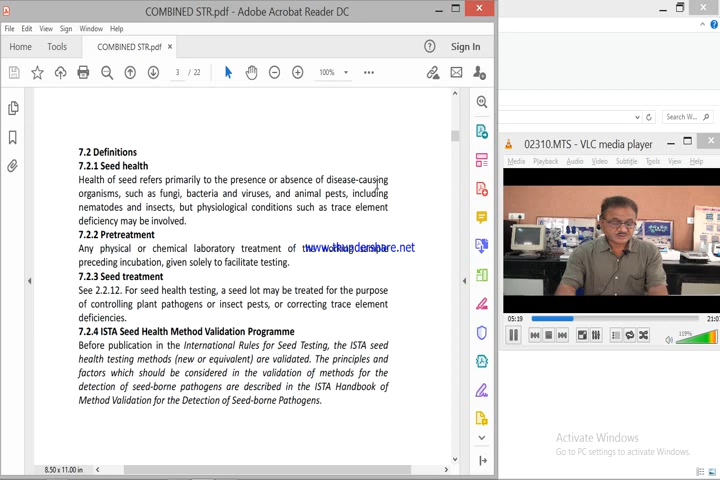 COMBINED STR.pdf - Adobe Acrobat Reader DC
File Edit View Sign Window Help
Home Tools COMBINED STR.pdf × Sign In
3 / 22 100%
7.2 Definitions
7.2.1 Seed health
Health of seed refers primarily to the presence or absence of disease-causing
organisms, such as fungi, bacteria and viruses, and animal pests, including
nematodes and insects, but physiological conditions such as trace element
deficiency may be involved.
7.2.2 Pretreatment
Any physical or chemical laboratory treatment of the working sample
www.thundershare.net
preceding incubation, given solely to facilitate testing.
7.2.3 Seed treatment
See 2.2.12. For seed health testing, a seed lot may be treated for the purpose
of controlling plant pathogens or insect pests, or correcting trace element
deficiencies.
7.2.4 ISTA Seed Health Method Validation Programme
Before publication in the International Rules for Seed Testing, the ISTA seed
health testing methods (new or equivalent) are validated. The principles and
factors which should be considered in the validation of methods for the
detection of seed-borne pathogens are described in the ISTA Handbook of
Method Validation for the Detection of Seed-borne Pathogens.
8.50 x 11.00 in
Search W...
02310.MTS - VLC media player
Media Playback Audio Video Subtitle Tools View Help
05:19
119%
Activate Windows
Go to PC settings to activate Windows.